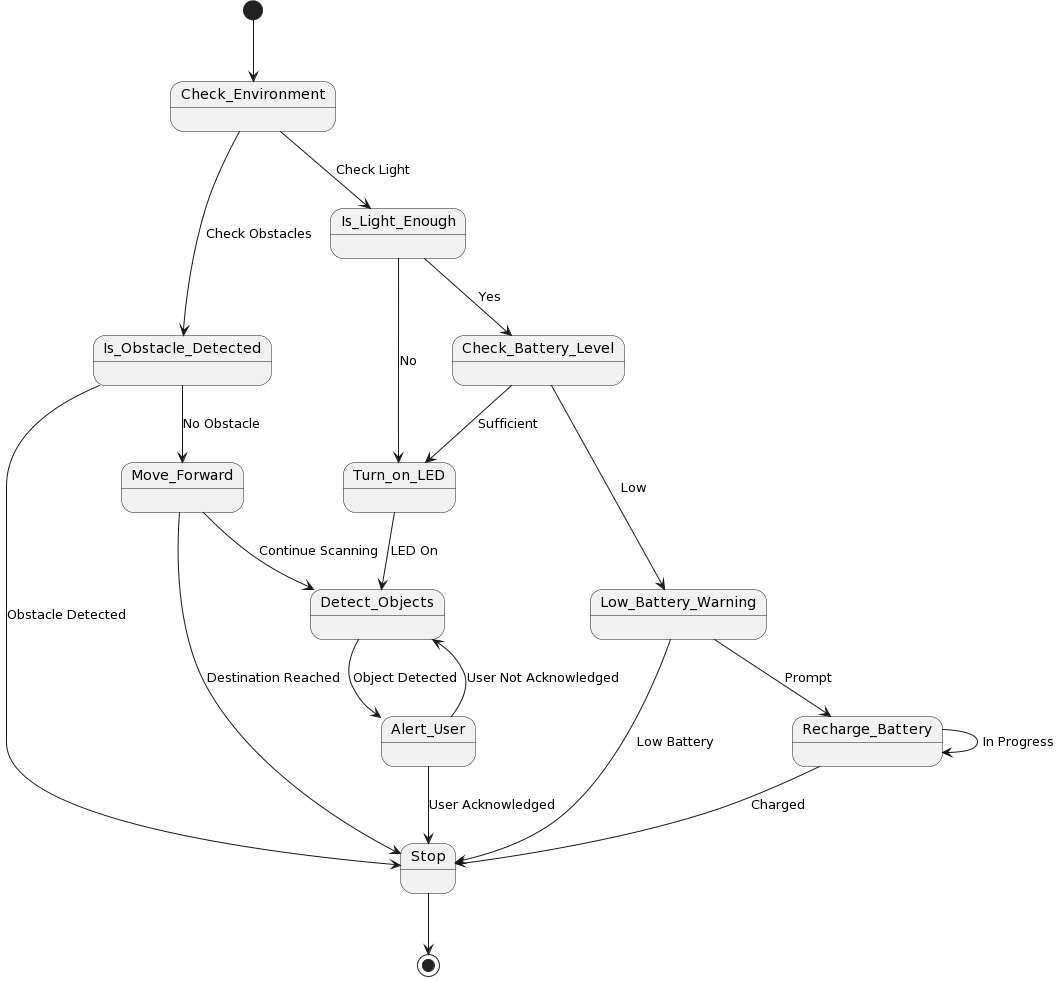 Check_Environment
Check Light
Is_Light_Enough
Check Obstacles
Yes
Is_Obstacle_Detected
Check_Battery_Level
No
No Obstacle
Sufficient
Move_Forward
Turn_on_LED
Low
Continue Scanning
LED On
Detect_Objects
Low_Battery_Warning
Obstacle Detected
Destination Reached
Object Detected
User Not Acknowledged
Prompt
Alert_User
Recharge_Battery
Low Battery
In Progress
User Acknowledged
Charged
Stop